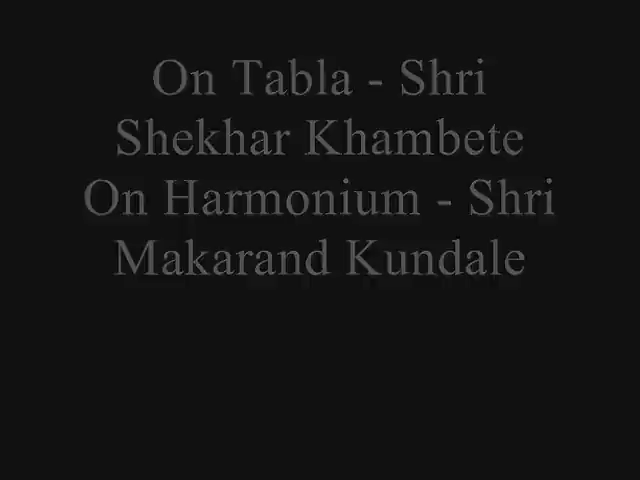 On Tabla - Shri
Shekhar Khambete
On Harmonium - Shri
Makarand Kundale